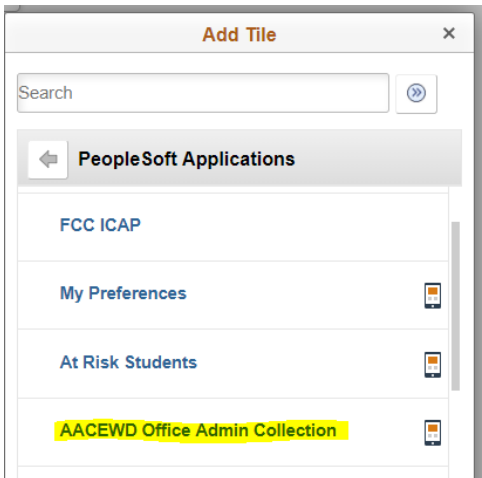 Add Tile
Search
PeopleSoft Applications
FCC ICAP
My Preferences
At Risk Students
AACEWD Office Admin Collection